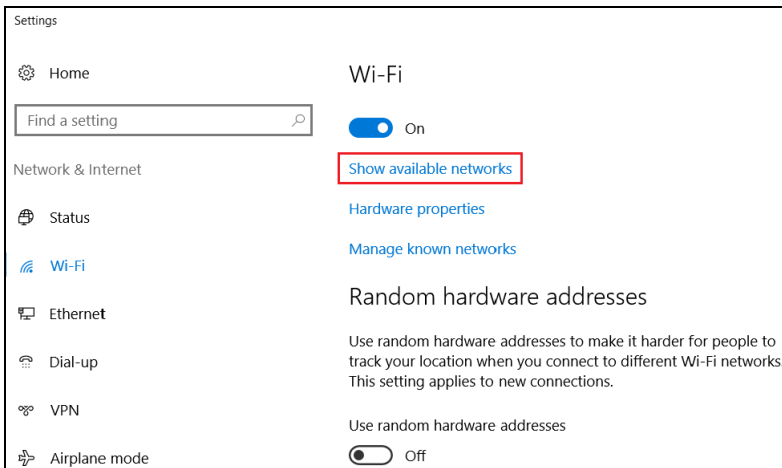 Settings
Home
Find a setting
Network & Internet
Status
Wi-Fi
Ethernet
Dial-up
VPN
Airplane mode
Wi-Fi
On
Show available networks
Hardware properties
Manage known networks
Random hardware addresses
Use random hardware addresses to make it harder for people to
track your location when you connect to different Wi-Fi networks.
This setting applies to new connections.
Use random hardware addresses
Off